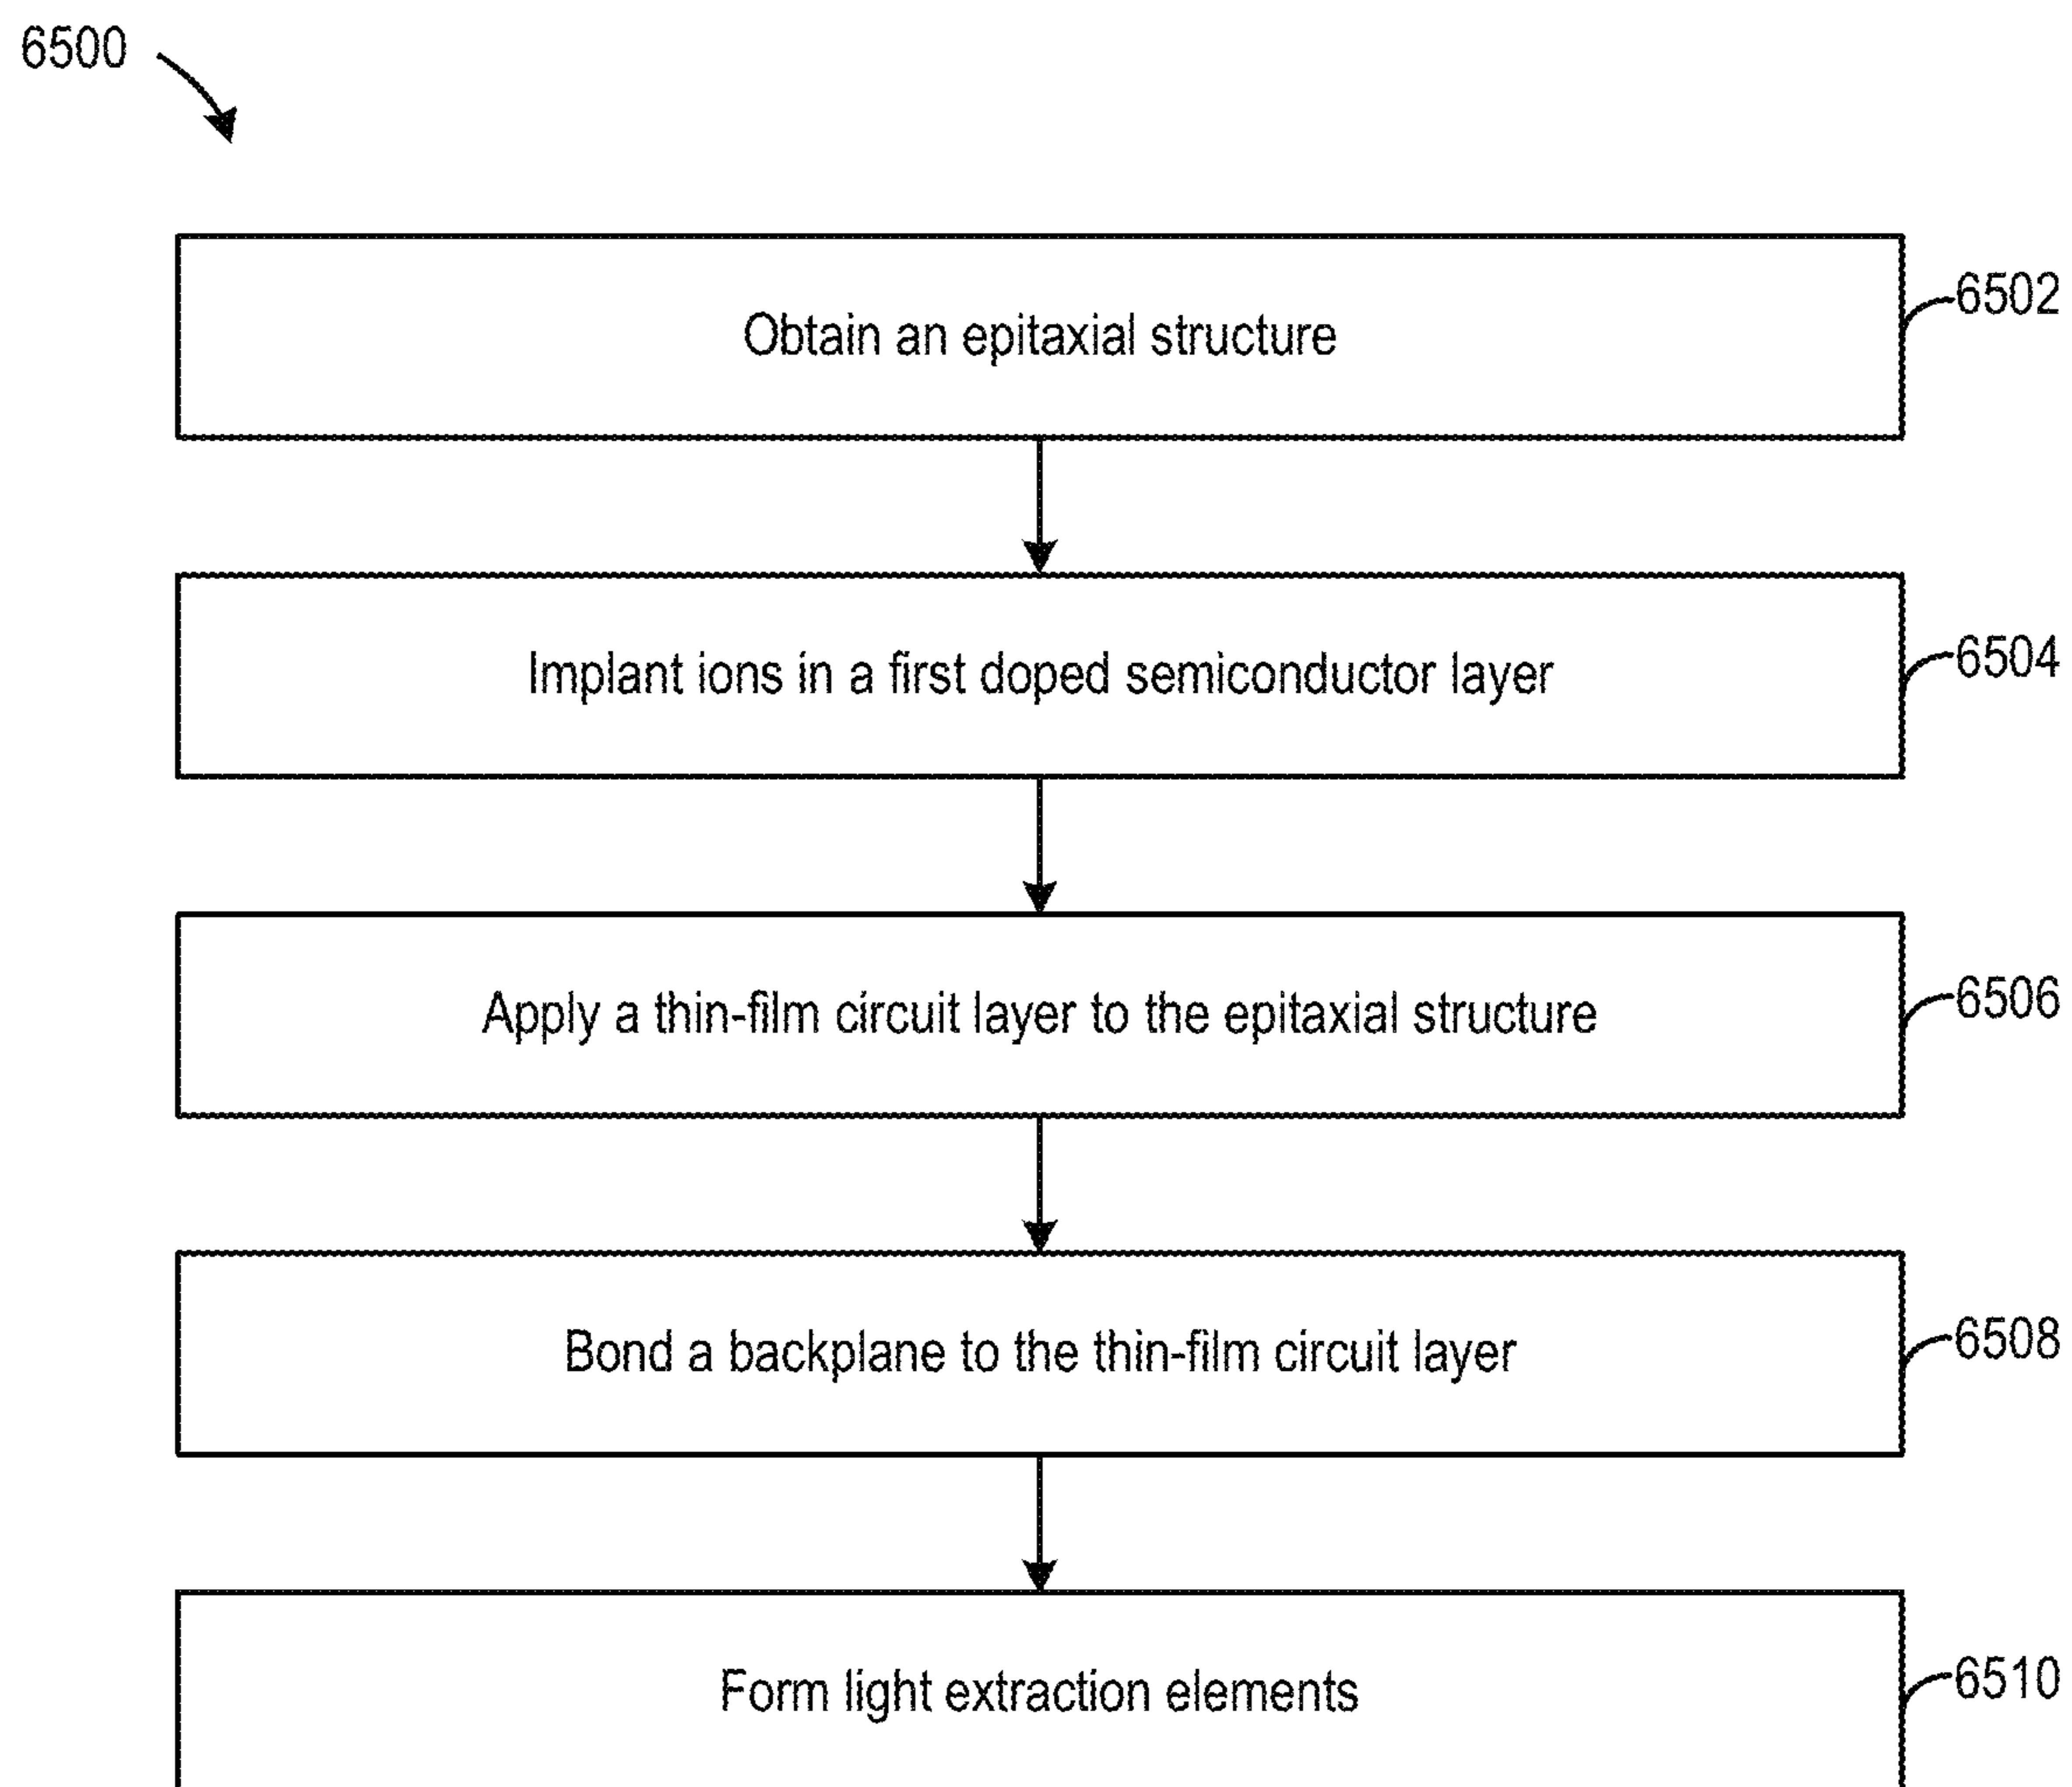 6500
Obtain an epitaxial structure
6502
Implant ions in a first doped semiconductor layer
6504
Apply a thin-film circuit layer to the epitaxial structure
6506
Bond a backplane to the thin-film circuit layer
6508
Form light extraction elements
6510